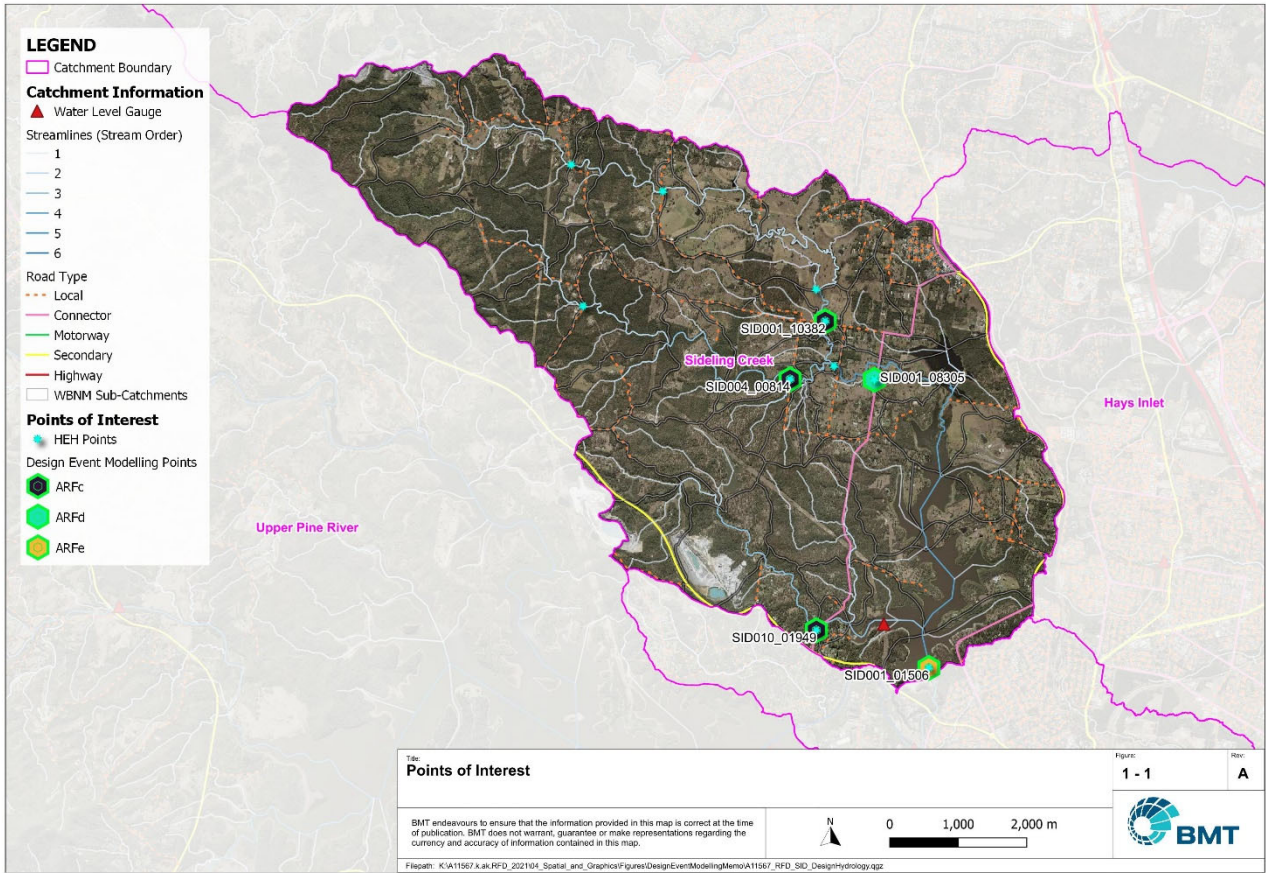 LEGEND
Catchment Boundary
Catchment Information
Water Level Gauge
Streamlines (Stream Order)
1
2
3
4
5
6
Road Type
Local
Connector
Motorway
Secondary
Highway
WBNM Sub-Catchments
Points of Interest
HEH Points
Design Event Modelling Points
ARFc
ARFd
ARFe
SID001_10382
Sideling Creek
SID004_00814
SID001_08305
Hays Inlet
Upper Pine River
SID010_01949
SID001_01506
Title:
Points of Interest
Figure:
1 - 1
Rev:
A
BMT endeavours to ensure that the information provided in this map is correct at the time
of publication. BMT does not warrant, guarantee or make representations regarding the
currency and accuracy of information contained in this map.
N
0 1,000 2,000 m
BMT
Filepath: K:\A11567.k.ak.RFD_2021\04_Spatial_and_Graphics\Figures\DesignEventModellingMemo\A11567_RFD_SID_DesignHydrology.qgz